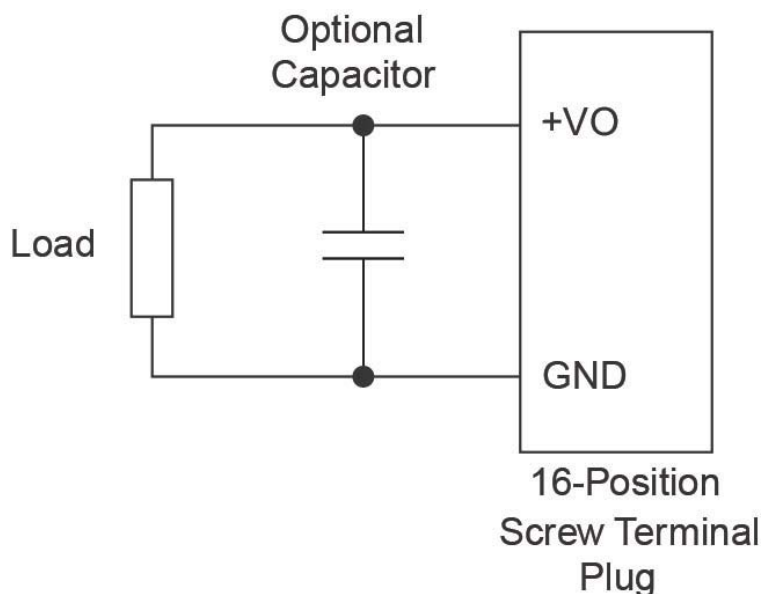 Optional
Capacitor
+VO
Load
GND
16-Position
Screw Terminal
Plug